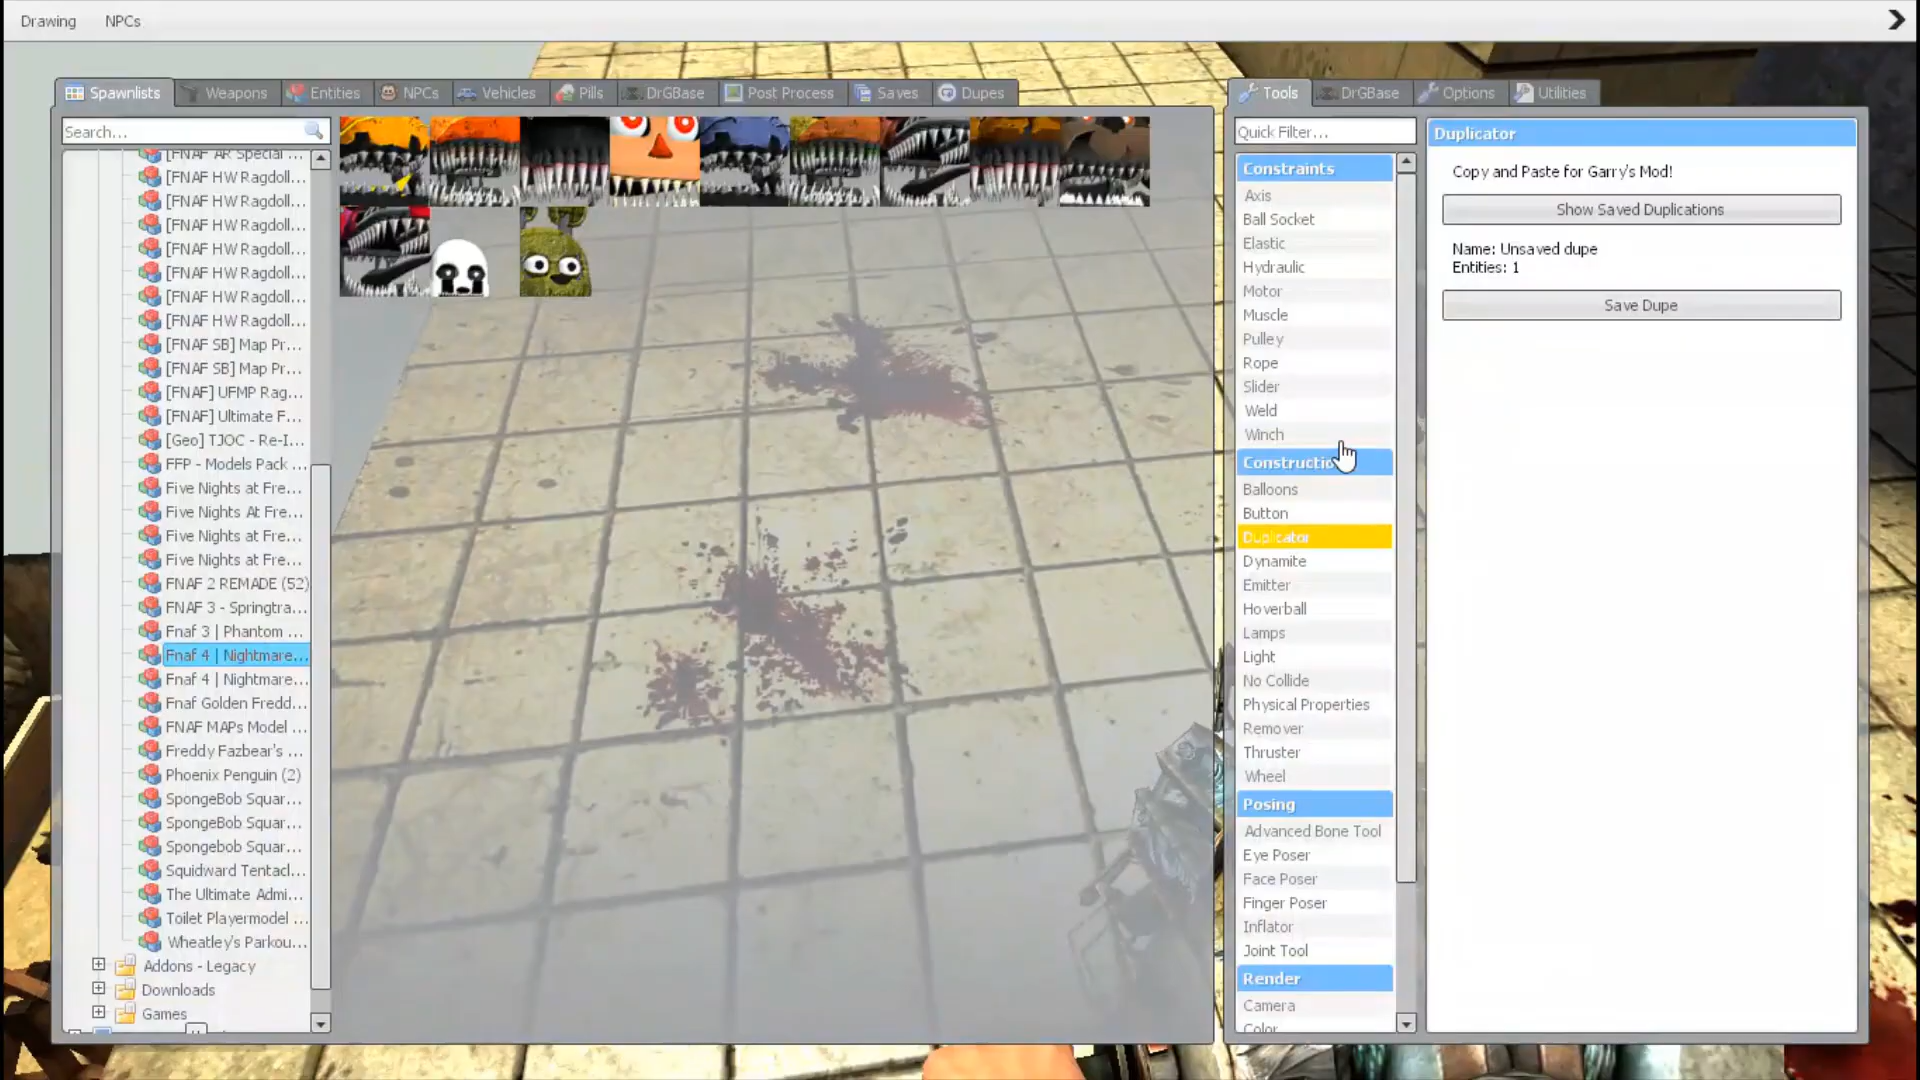 Drawing NPCs
Spawnlists Weapons Entities NPCs Vehicles Pills DrGBase Post Process Saves Dupes
Search...
[FNAF AR Special ...
[FNAF HW Ragdoll...
[FNAF HW Ragdoll...
[FNAF HW Ragdoll...
[FNAF HW Ragdoll...
[FNAF HW Ragdoll...
[FNAF HW Ragdoll...
[FNAF HW Ragdoll...
[FNAF SB] Map Pr...
[FNAF SB] Map Pr...
[FNAF] UFMP Rag...
[FNAF] Ultimate F...
[Geo] TJOC - Re-I...
FFP - Models Pack ...
Five Nights at Fre...
Five Nights At Fre...
Five Nights at Fre...
Five Nights at Fre...
FNAF 2 REMADE (52)
FNAF 3 - Springtra...
Fnaf 3 | Phantom ...
Fnaf 4 | Nightmare...
Fnaf 4 | Nightmare...
Fnaf Golden Fredd...
FNAF MAPs Model ...
Freddy Fazbear's ...
Phoenix Penguin (2)
SpongeBob Squar...
SpongeBob Squar...
Spongebob Squar...
Squidward Tentacl...
The Ultimate Admi...
Toilet Playermodel ...
Wheatley's Parkou...
Addons - Legacy
Downloads
Games
Tools DrGBase Options Utilities
Quick Filter...
Constraints
Axis
Ball Socket
Elastic
Hydraulic
Motor
Muscle
Pulley
Rope
Slider
Weld
Winch
Construction
Balloons
Button
Duplicator
Dynamite
Emitter
Hoverball
Lamps
Light
No Collide
Physical Properties
Remover
Thruster
Wheel
Posing
Advanced Bone Tool
Eye Poser
Face Poser
Finger Poser
Inflator
Joint Tool
Render
Camera
Color
Duplicator
Copy and Paste for Garry's Mod!
Show Saved Duplications
Name: Unsaved dupe
Entities: 1
Save Dupe